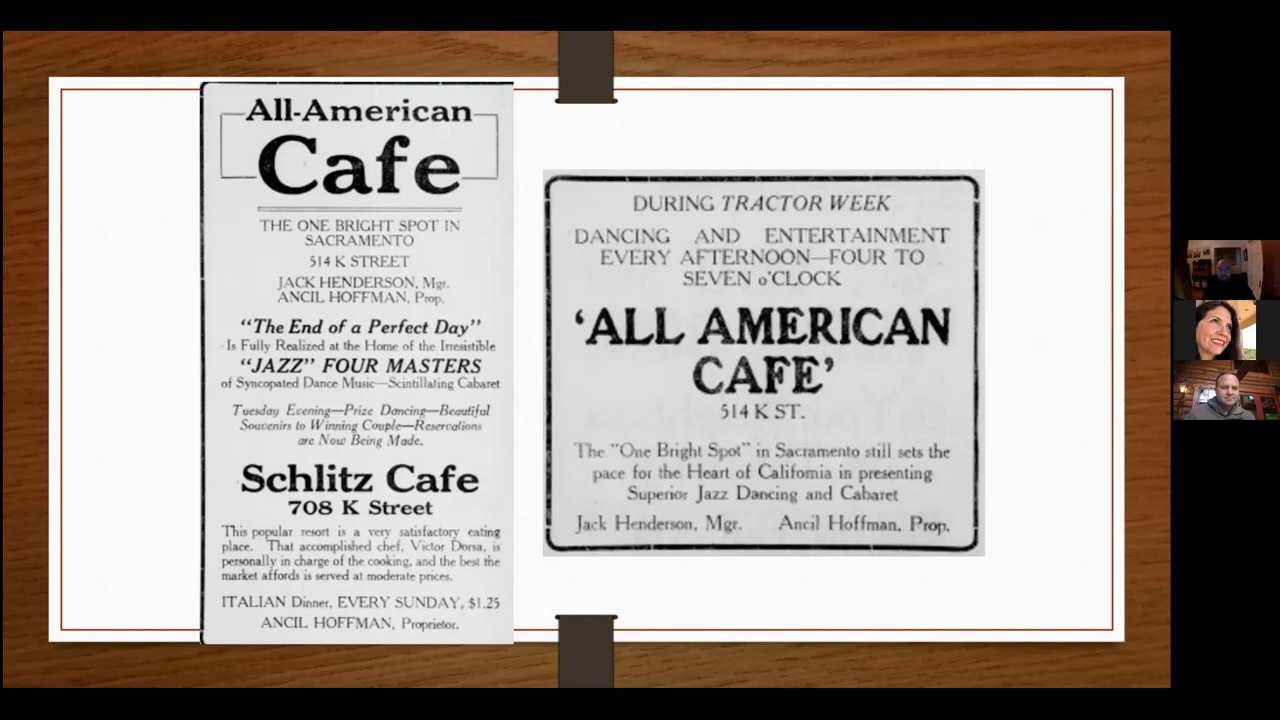 All-American
Cafe
THE ONE BRIGHT SPOT IN
SACRAMENTO
514 K STREET
JACK HENDERSON, Mgr.
ANCIL HOFFMAN, Prop.
"The End of a Perfect Day"
Is Fully Realized at the Home of the Irresistible
"JAZZ" FOUR MASTERS
of Syncopated Dance Music—Scintillating Cabaret
Tuesday Evening—Prize Dancing—Beautiful
Souvenirs to Winning Couple—Reservations
are Now Being Made.
Schlitz Cafe
708 K Street
This popular resort is a very satisfactory eating
place. That accomplished chef, Victor Dorsa, is
personally in charge of the cooking, and the best the
market affords is served at moderate prices.
ITALIAN Dinner, EVERY SUNDAY, $1.25
ANCIL HOFFMAN, Proprietor.
DURING TRACTOR WEEK
DANCING AND ENTERTAINMENT
EVERY AFTERNOON—FOUR TO
SEVEN o'CLOCK
'ALL AMERICAN
CAFE'
514 K ST.
The "One Bright Spot" in Sacramento still sets the
pace for the Heart of California in presenting
Superior Jazz Dancing and Cabaret
Jack Henderson, Mgr. Ancil Hoffman, Prop.